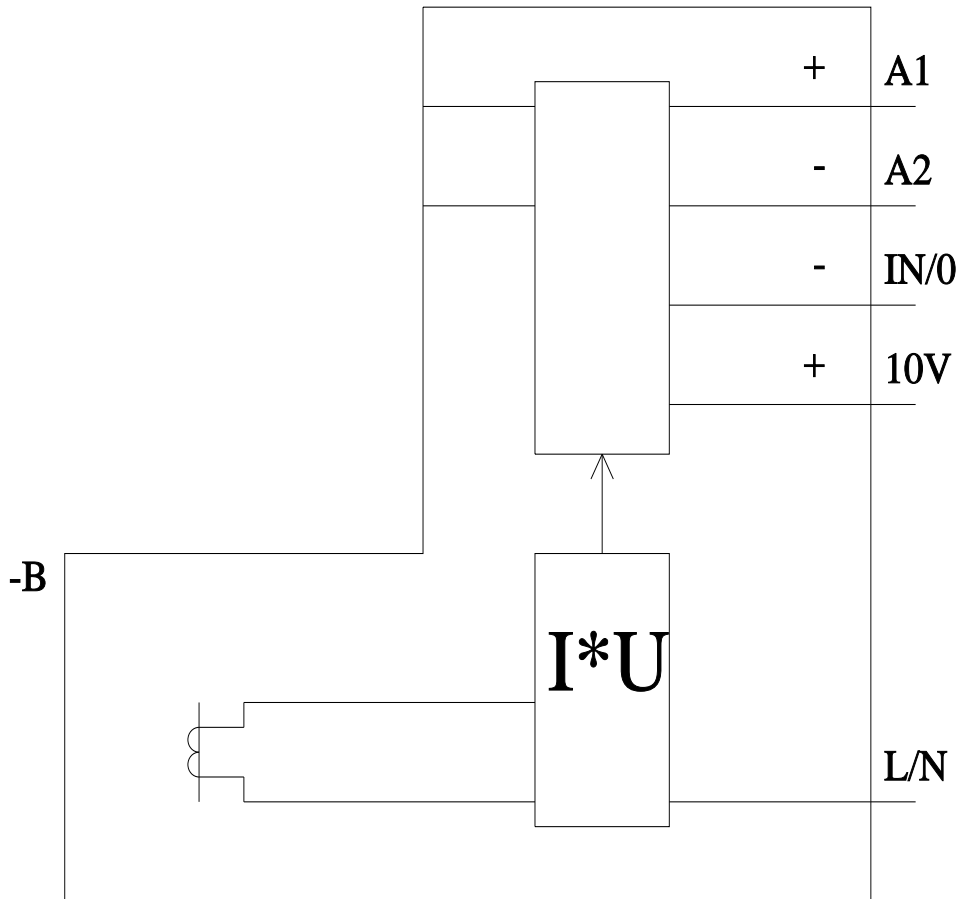 + A1
- A2
- IN/0
+ 10V
-B
I*U
L/N